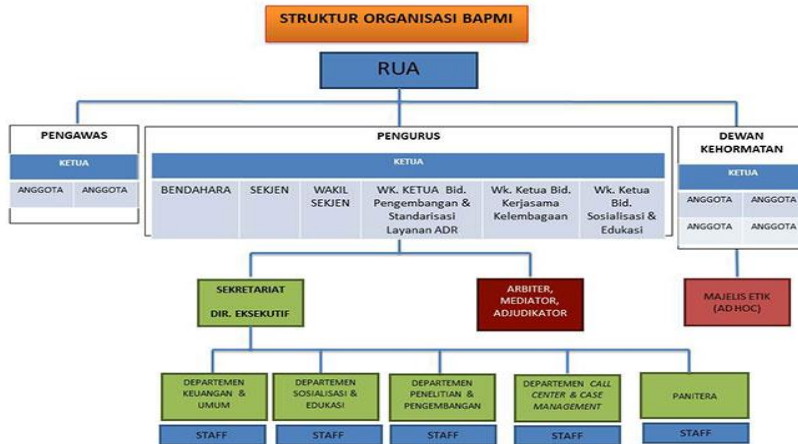 STRUKTUR ORGANISASI BAPMI
RUA
PENGAWAS
KETUA
ANGGOTA
ANGGOTA
PENGURUS
KETUA
BENDAHARA
SEKJEN
WAKIL
SEKJEN
WK. KETUA Bid.
Pengembangan &
Standarisasi
Layanan ADR
Wk. Ketua Bid.
Kerjasama
Kelembagaan
Wk. Ketua
Bid.
Sosialisasi &
Edukasi
DEWAN
KEHORMATAN
KETUA
ANGGOTA
ANGGOTA
ANGGOTA
ANGGOTA
SEKRETARIAT
DIR. EKSEKUTIF
ARBITER,
MEDIATOR,
ADJUDIKATOR
MAJELIS ETIK
(AD HOC)
DEPARTEMEN
KEUANGAN &
UMUM
DEPARTEMEN
SOSIALISASI &
EDUKASI
DEPARTEMEN
PENELITIAN &
PENGEMBANGAN
DEPARTEMEN CALL
CENTER & CASE
MANAGEMENT
PANITERA
STAFF
STAFF
STAFF
STAFF
STAFF